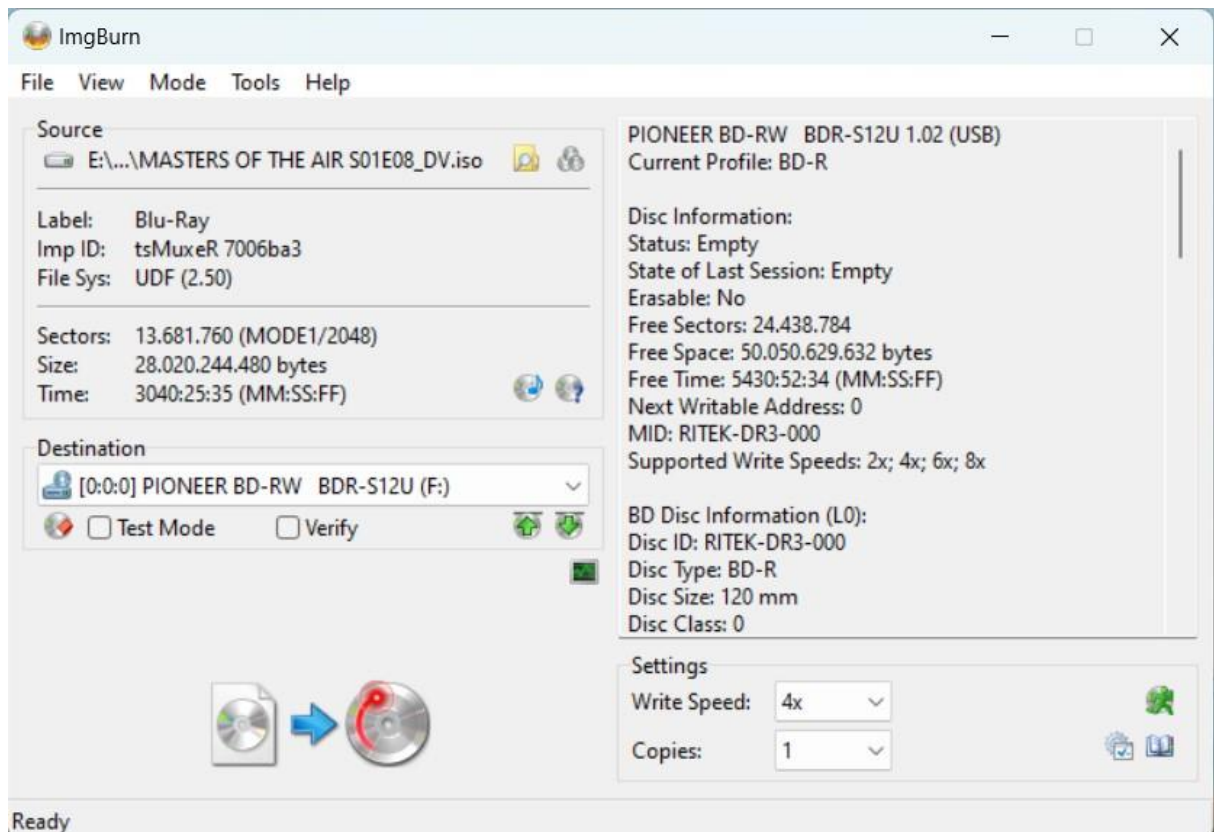 ImgBurn
File View Mode Tools Help
Source
E:\...\MASTERS OF THE AIR S01E08_DV.iso
Label: Blu-Ray
Imp ID: tsMuxeR 7006ba3
File Sys: UDF (2.50)
Sectors: 13.681.760 (MODE1/2048)
Size: 28.020.244.480 bytes
Time: 3040:25:35 (MM:SS:FF)
Destination
[0:0:0] PIONEER BD-RW BDR-S12U (F:)
Test Mode Verify
PIONEER BD-RW BDR-S12U 1.02 (USB)
Current Profile: BD-R
Disc Information:
Status: Empty
State of Last Session: Empty
Erasable: No
Free Sectors: 24.438.784
Free Space: 50.050.629.632 bytes
Free Time: 5430:52:34 (MM:SS:FF)
Next Writable Address: 0
MID: RITEK-DR3-000
Supported Write Speeds: 2x; 4x; 6x; 8x
BD Disc Information (L0):
Disc ID: RITEK-DR3-000
Disc Type: BD-R
Disc Size: 120 mm
Disc Class: 0
Settings
Write Speed: 4x
Copies: 1
Ready